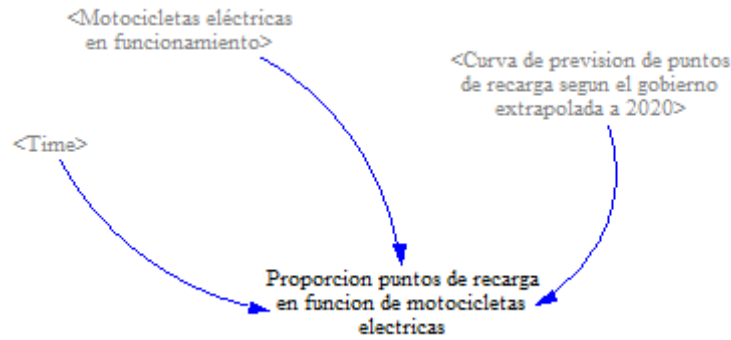 <Motocicletas eléctricas
en funcionamiento>
<Curva de prevision de puntos
de recarga segun el gobierno
extrapolada a 2020>
<Time>
Proporcion puntos de recarga
en funcion de motocicletas
electricas